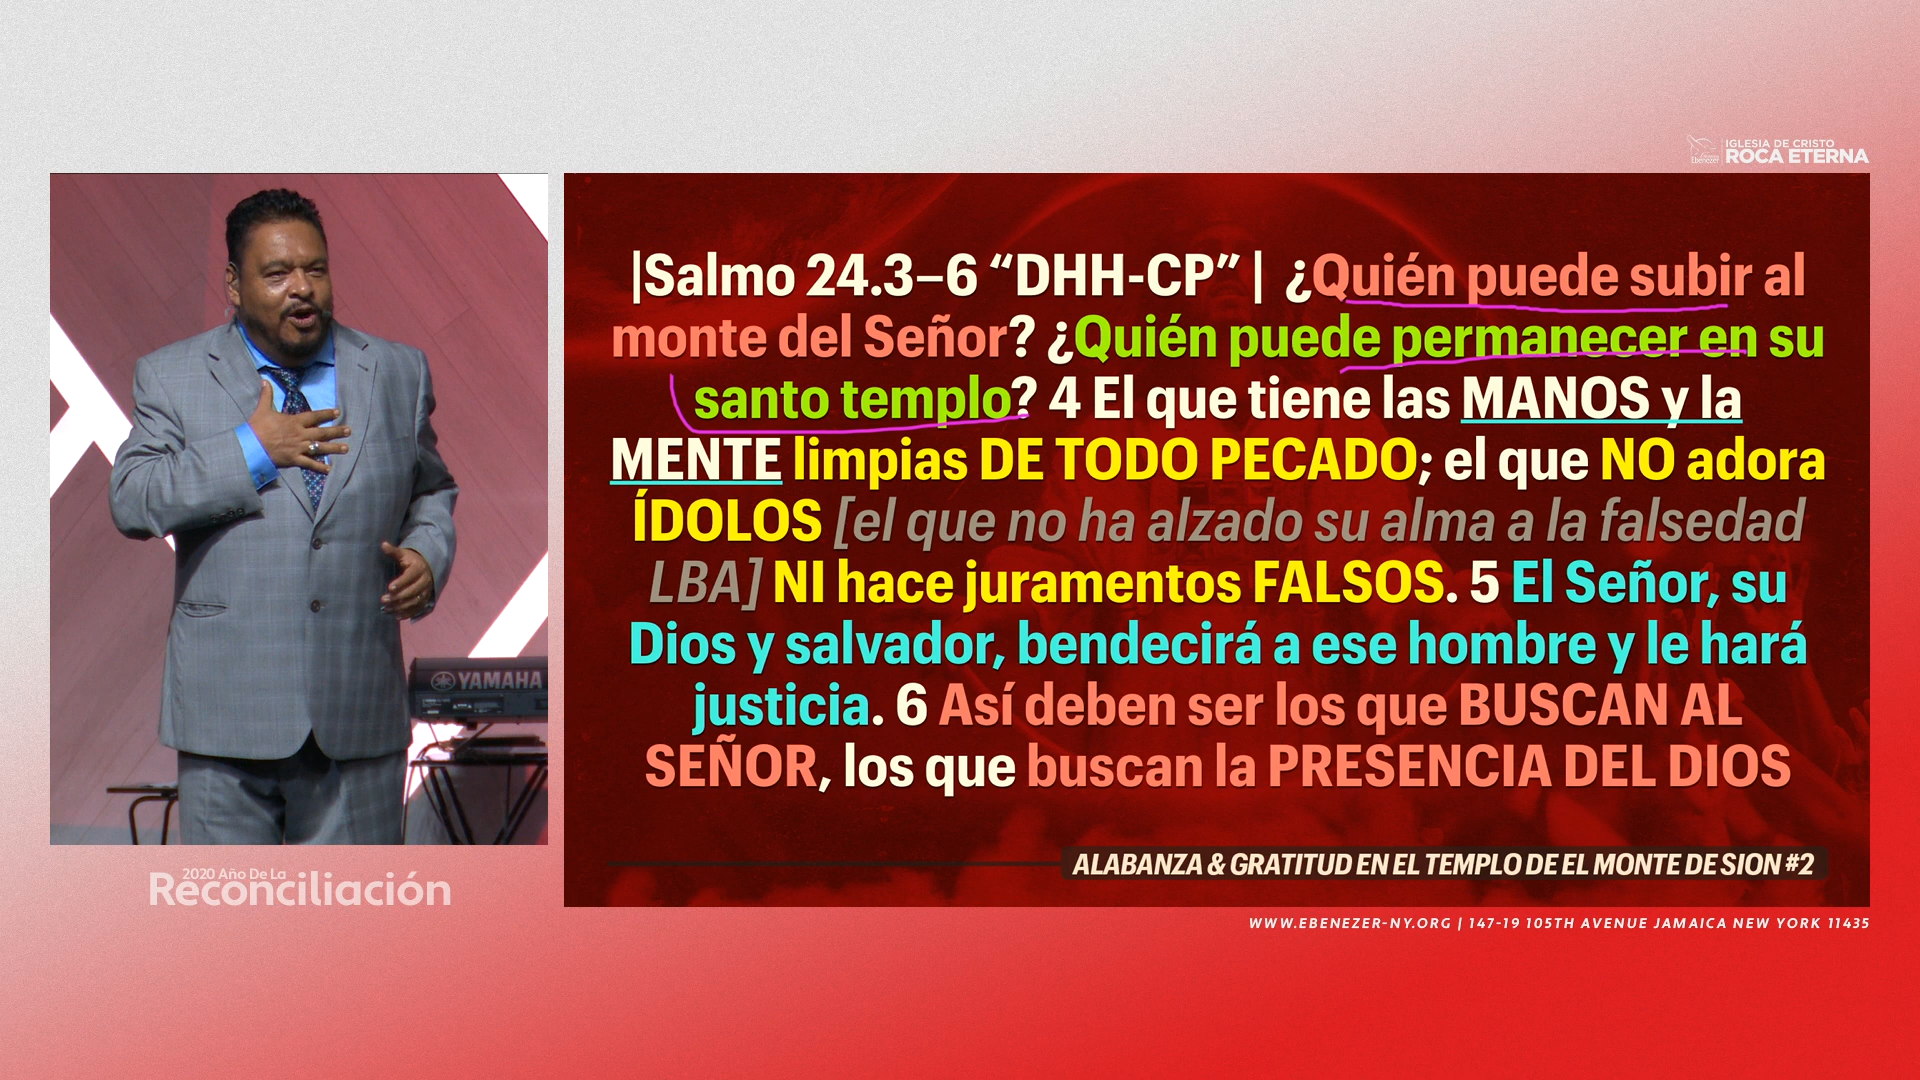 IGLESIA DE CRISTO
ROCA ETERNA
Ebenezer
|Salmo 24.3–6 “DHH-CP” | ¿Quién puede subir al
monte del Señor? ¿Quién puede permanecer en su
santo templo? 4 El que tiene las MANOS y la
MENTE limpias DE TODO PECADO; el que NO adora
ÍDOLOS [el que no ha alzado su alma a la falsedad
LBA] NI hace juramentos FALSOS. 5 El Señor, su
Dios y salvador, bendecirá a ese hombre y le hará
justicia. 6 Así deben ser los que BUSCAN AL
SEÑOR, los que buscan la PRESENCIA DEL DIOS
ALABANZA & GRATITUD EN EL TEMPLO DE EL MONTE DE SION #2
YAMAHA
2020 Año De La
Reconciliación
WWW.EBENEZER-NY.ORG | 147-19 105TH AVENUE JAMAICA NEW YORK 11435